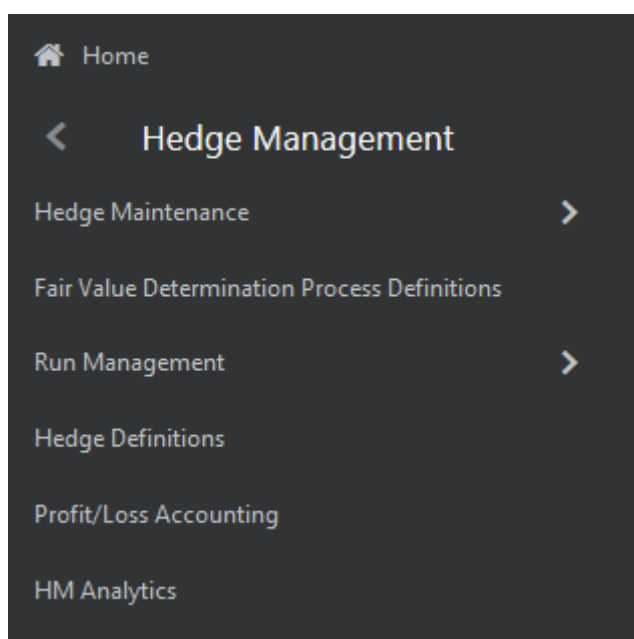 Home
Hedge Management
Hedge Maintenance
Fair Value Determination Process Definitions
Run Management
Hedge Definitions
Profit/Loss Accounting
HM Analytics